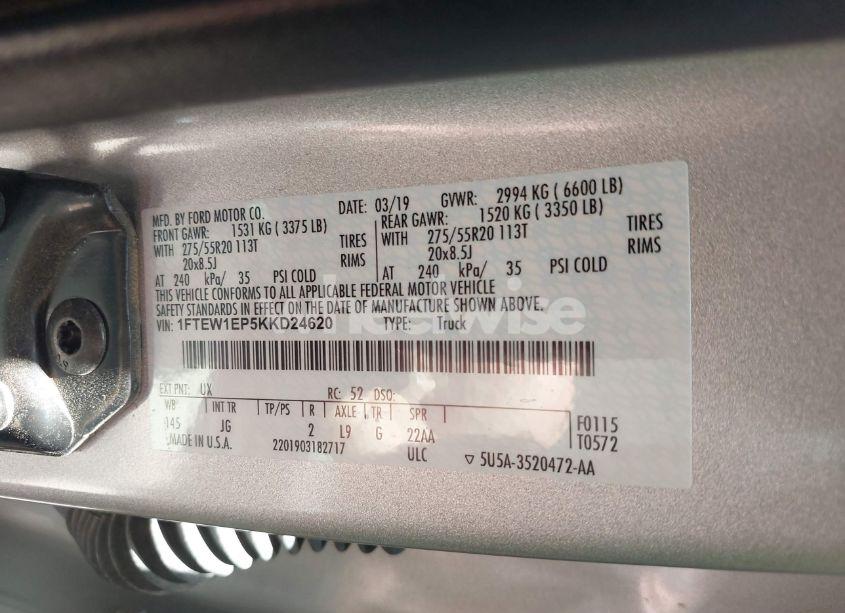 MFD. BY FORD MOTOR CO. DATE: 03/19 GVWR: 2994 KG ( 6600 LB)
FRONT GAWR: 1531 KG ( 3375 LB) REAR GAWR: 1520 KG ( 3350 LB)
WITH 275/55R20 113T TIRES WITH 275/55R20 113T TIRES
20x8.5J RIMS 20x8.5J RIMS
AT 240 kPa/ 35 PSI COLD AT 240 kPa/ 35 PSI COLD
THIS VEHICLE CONFORMS TO ALL APPLICABLE FEDERAL MOTOR VEHICLE
SAFETY STANDARDS IN EFFECT ON THE DATE OF MANUFACTURE SHOWN ABOVE.
VIN: 1FTEW1EP5KKD24620 TYPE: Truck
EXT PNT: UX RC: 52 DSO:
WB INT TR TP/PS R AXLE TR SPR
145 JG 2 L9 G 22AA F0115
MADE IN U.S.A. 2201903182717 ULC T0572
5U5A-3520472-AA